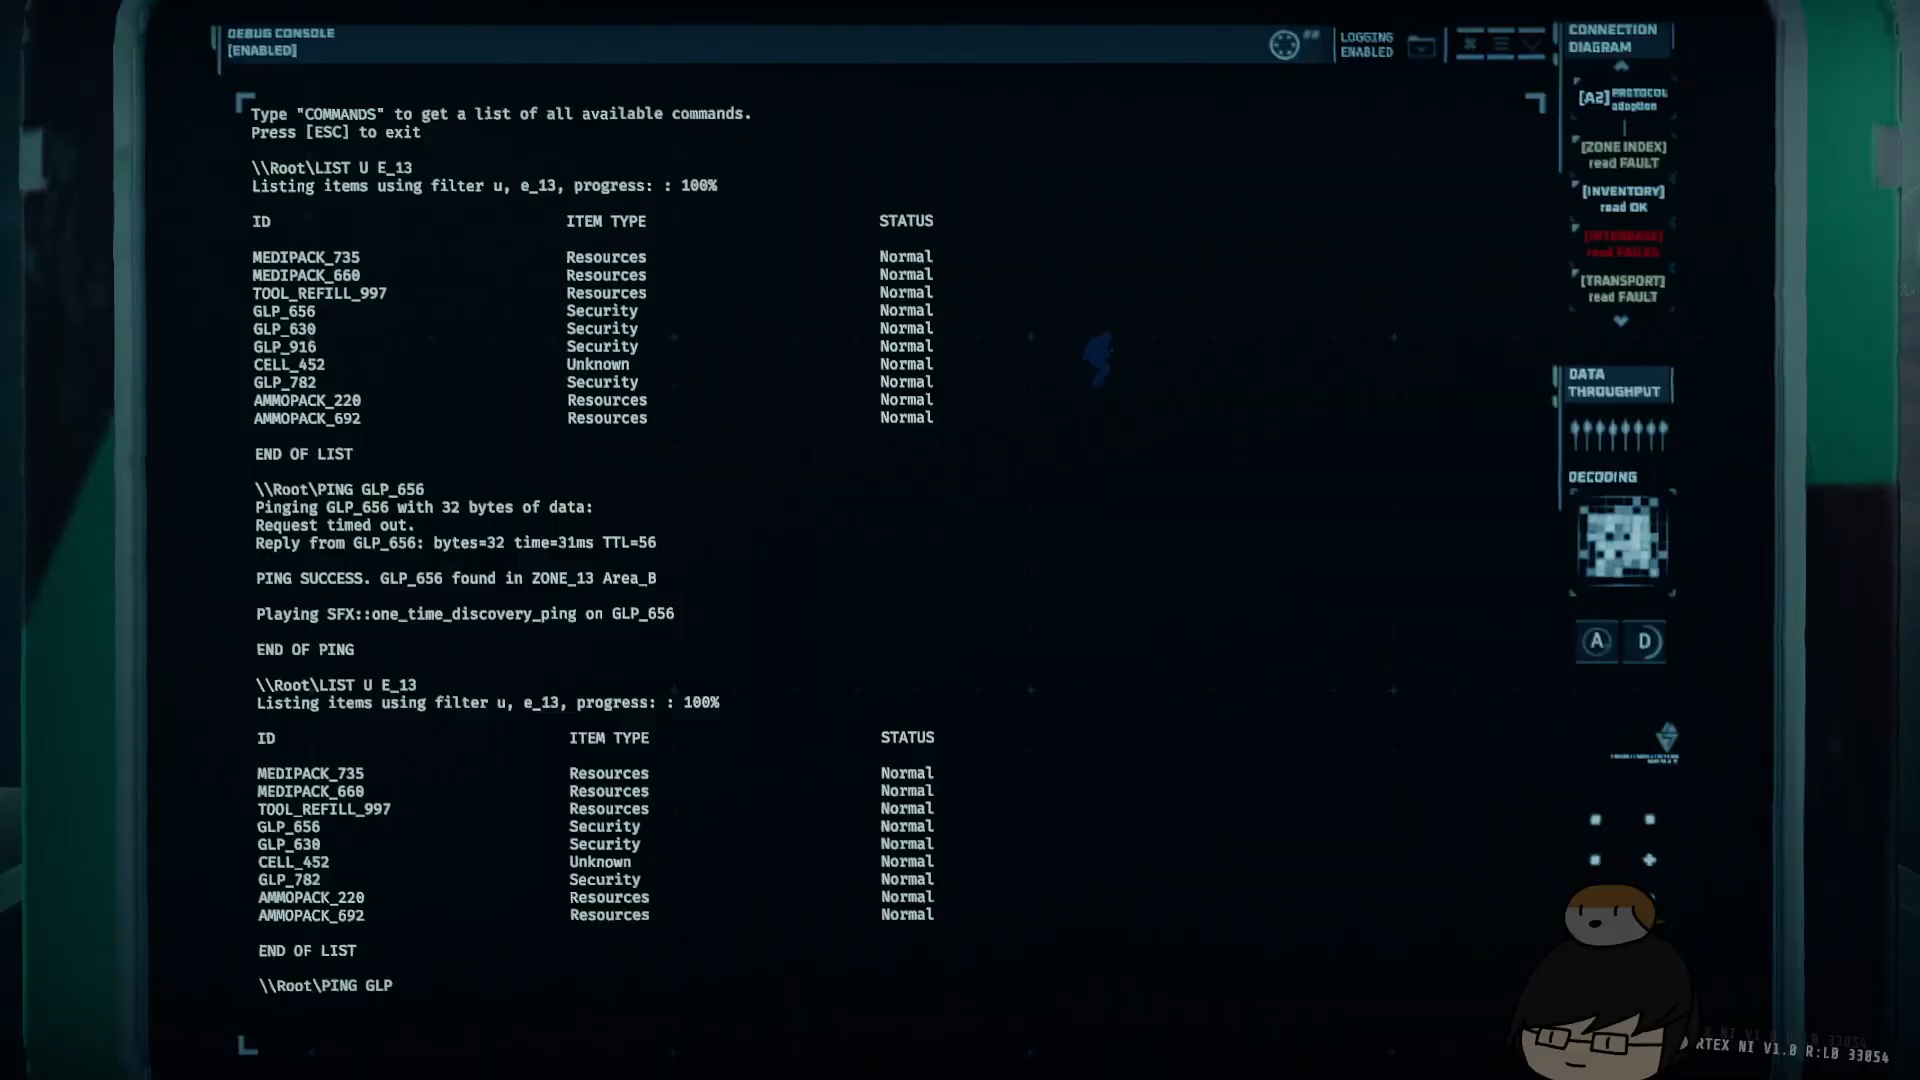 DEBUG CONSOLE
[ENABLED]
LOGGING
ENABLED
Type "COMMANDS" to get a list of all available commands.
Press [ESC] to exit
\\Root\LIST U E_13
Listing items using filter u, e_13, progress: : 100%
ID ITEM TYPE STATUS
MEDIPACK_735 Resources Normal
MEDIPACK_660 Resources Normal
TOOL_REFILL_997 Resources Normal
GLP_656 Security Normal
GLP_630 Security Normal
GLP_916 Security Normal
CELL_452 Unknown Normal
GLP_782 Security Normal
AMMOPACK_220 Resources Normal
AMMOPACK_692 Resources Normal
END OF LIST
\\Root\PING GLP_656
Pinging GLP_656 with 32 bytes of data:
Request timed out.
Reply from GLP_656: bytes=32 time=31ms TTL=56
PING SUCCESS. GLP_656 found in ZONE_13 Area_B
Playing SFX::one_time_discovery_ping on GLP_656
END OF PING
\\Root\LIST U E_13
Listing items using filter u, e_13, progress: : 100%
ID ITEM TYPE STATUS
MEDIPACK_735 Resources Normal
MEDIPACK_660 Resources Normal
TOOL_REFILL_997 Resources Normal
GLP_656 Security Normal
GLP_630 Security Normal
CELL_452 Unknown Normal
GLP_782 Security Normal
AMMOPACK_220 Resources Normal
AMMOPACK_692 Resources Normal
END OF LIST
\\Root\PING GLP
CONNECTION
DIAGRAM
[A2] PROTOCOL
adoption
[ZONE INDEX]
read FAULT
[INVENTORY]
read OK
read FAILED
[TRANSPORT]
read FAULT
DATA
THROUGHPUT
DECODING
A D
RTEX NI V1.0 R:L0 33054